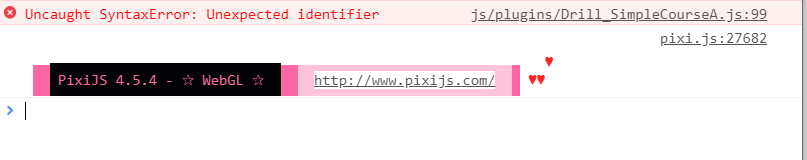 Uncaught SyntaxError: Unexpected identifier js/plugins/Drill_SimpleCourseA.js:99
pixi.js:27682
PixiJS 4.5.4 - ☆ WebGL ☆ http://www.pixijs.com/ ♥♥♥